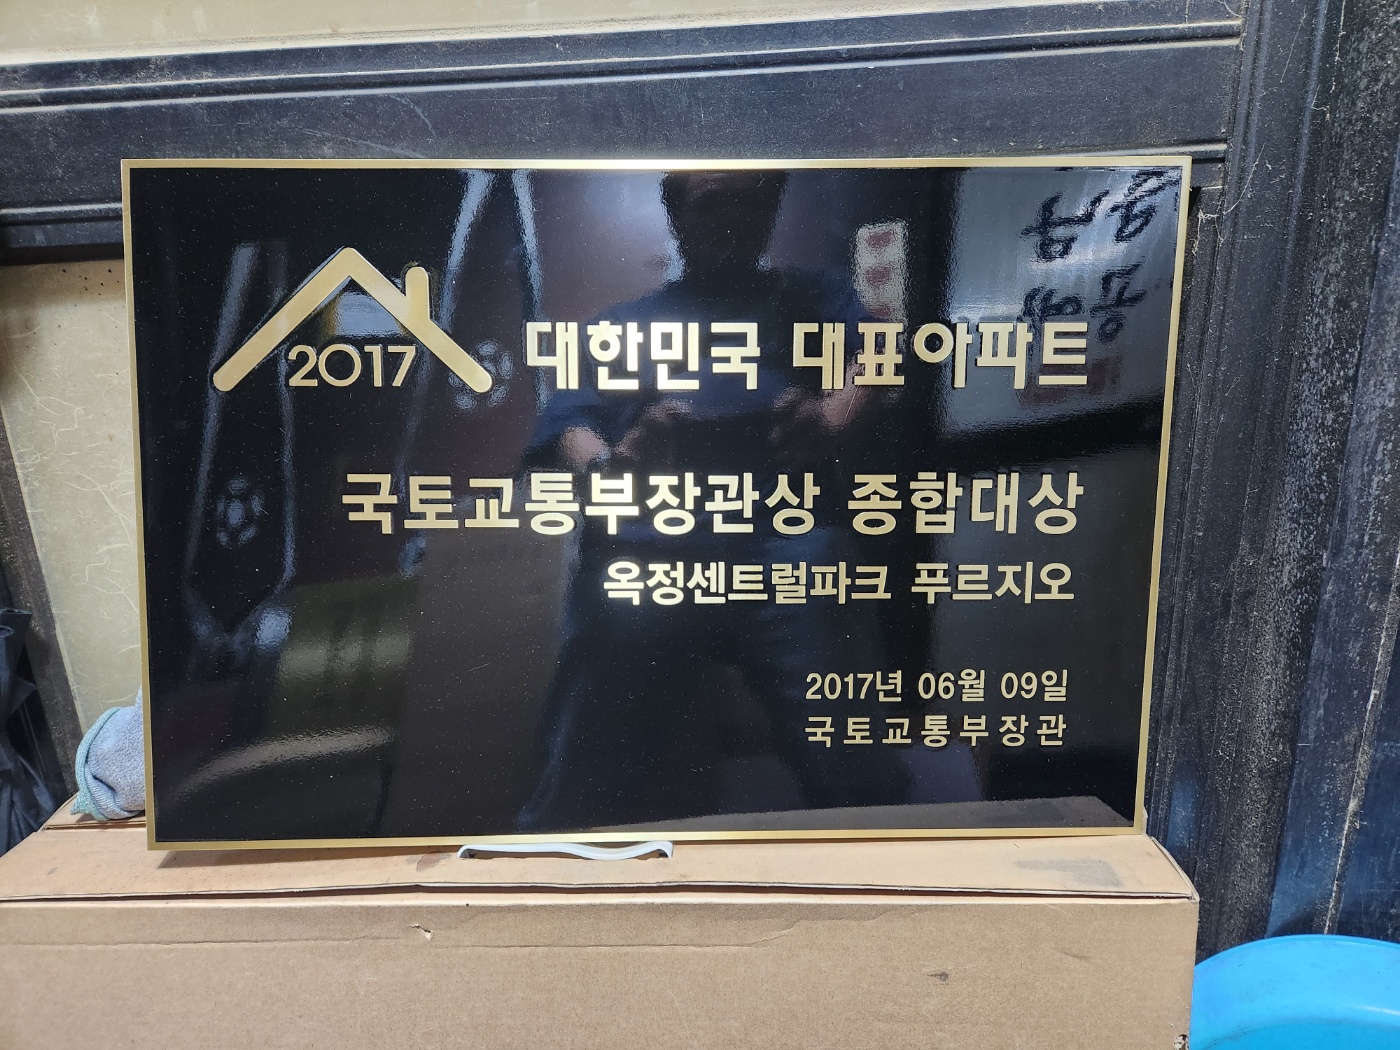 2017
대한민국 대표아파트
국토교통부장관상 종합대상
옥정센트럴파크 푸르지오
2017년 06월 09일
국토교통부장관